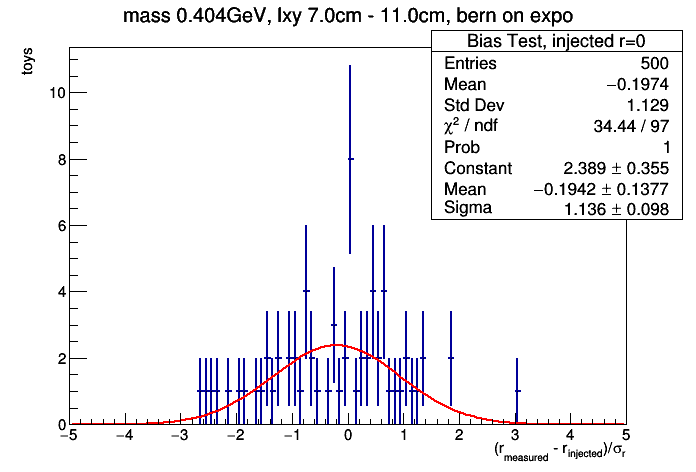 mass 0.404GeV, lxy 7.0cm - 11.0cm, bern on expo
toys
Bias Test, injected r=0
Entries 500
Mean −0.1974
Std Dev 1.129
χ² / ndf 34.44 / 97
Prob 1
Constant 2.389 ± 0.355
Mean −0.1942 ± 0.1377
Sigma 1.136 ± 0.098
10
8
6
4
2
0
−5 −4 −3 −2 −1 0 1 2 3 4 5
(r_measured - r_injected)/σ_r